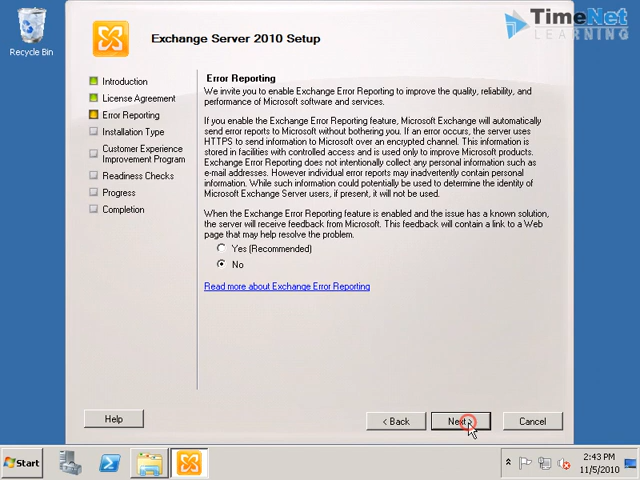 TimeNet
LEARNING
Recycle Bin
Exchange Server 2010 Setup
Introduction
License Agreement
Error Reporting
Installation Type
Customer Experience
Improvement Program
Readiness Checks
Progress
Completion
Error Reporting
We invite you to enable Exchange Error Reporting to improve the quality, reliability, and
performance of Microsoft software and services.
If you enable the Exchange Error Reporting feature, Microsoft Exchange will automatically
send error reports to Microsoft without bothering you. If an error occurs, the server uses
HTTPS to send information to Microsoft over an encrypted channel. This information is
stored in facilities with controlled access and is used only to improve Microsoft products.
Exchange Error Reporting does not intentionally collect any personal information such as
e-mail addresses. However individual error reports may inadvertently contain personal
information. While such information could potentially be used to determine the identity of
Microsoft Exchange Server users, if present, it will not be used.
When the Exchange Error Reporting feature is enabled and the issue has a known solution,
the server will receive feedback from Microsoft. This feedback will contain a link to a Web
page that may help resolve the problem.
Yes (Recommended)
No
Read more about Exchange Error Reporting
Help
< Back
Next >
Cancel
Start
2:43 PM
11/5/2010